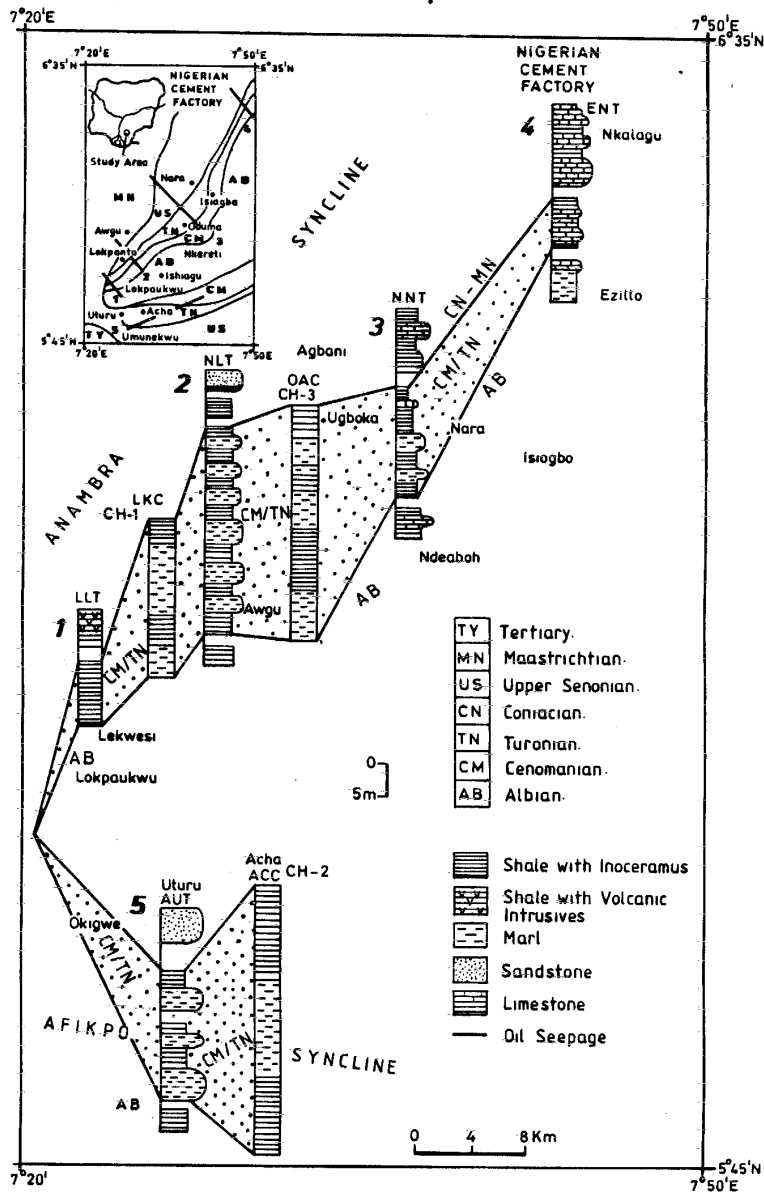 7°20'E
7°50'E
6°35'N
7°20'E
7°50'E
6°35'N
6°35'N
NIGERIAN
CEMENT
FACTORY
Study Area
Nara
AB
Isiagba
MN
US
TN
Oduma
CM
3
Nkereti
Awgu
Lokpanta
AB
2
Ishiagu
Lokpaukwu
CM
1
Acha
TN
Uturu
TY
5
US
Umunekwu
5°45'N
7°20'E
7°50'E
NIGERIAN
CEMENT
FACTORY
4
ENT
Nkalagu
Ezillo
SYNCLINE
CN-MN
CM/TN
AB
3
NNT
Nara
Isiogbo
Ndeaboh
Agbani
2
NLT
OAC
CH-3
Ugboka
CM/TN
Awgu
AB
ANAMBRA
LKC
CH-1
LLT
1
CM/TN
Lekwesi
AB
Lokpaukwu
0
5m
TY Tertiary.
MN Maastrichtian.
US Upper Senonian.
CN Coniacian.
TN Turonian.
CM Cenomanian.
AB Albian.
Shale with Inoceramus
Shale with Volcanic
Intrusives
Marl
Sandstone
Limestone
Oil Seepage
Acha
ACC CH-2
Uturu
AUT
5
Okigwe
CM/TN
AFIKPO
CM/TN
SYNCLINE
AB
0 4 8 Km
5°45'N
7°20'
7°50'E